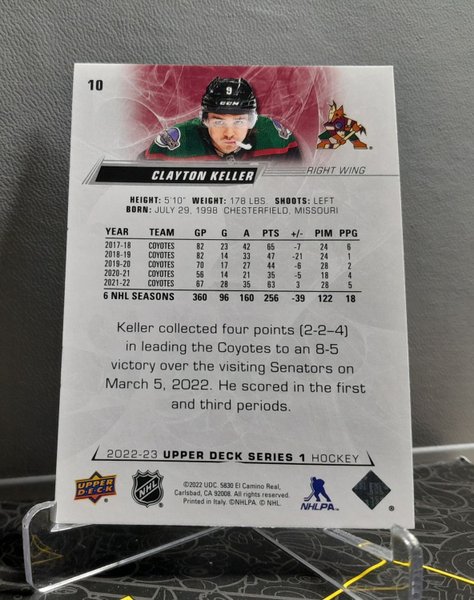 10
9
CCM
CLAYTON KELLER
RIGHT WING
HEIGHT: 5'10" WEIGHT: 178 LBS. SHOOTS: LEFT
BORN: JULY 29, 1998 CHESTERFIELD, MISSOURI
YEAR TEAM GP G A PTS +/- PIM PPG
2017-18 COYOTES 82 23 42 65 -7 24 6
2018-19 COYOTES 82 14 33 47 -21 24 1
2019-20 COYOTES 70 17 27 44 -6 28 2
2020-21 COYOTES 56 14 21 35 -5 18 4
2021-22 COYOTES 67 28 35 63 3 28 5
6 NHL SEASONS 360 96 160 256 -39 122 18
Keller collected four points (2-2–4)
in leading the Coyotes to an 8-5
victory over the visiting Senators on
March 5, 2022. He scored in the first
and third periods.
2022-23 UPPER DECK SERIES 1 HOCKEY
UPPER DECK
NHL
©2022 UDC. 5830 El Camino Real,
Carlsbad, CA 92008. All rights reserved.
Printed in Italy. ©NHLPA. © NHL.
NHLPA